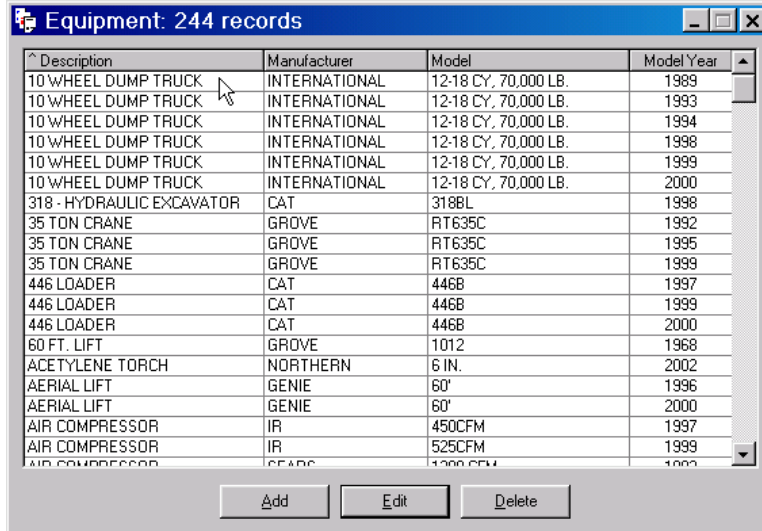 Equipment: 244 records
^ Description Manufacturer Model Model Year
10 WHEEL DUMP TRUCK INTERNATIONAL 12-18 CY, 70,000 LB. 1989
10 WHEEL DUMP TRUCK INTERNATIONAL 12-18 CY, 70,000 LB. 1993
10 WHEEL DUMP TRUCK INTERNATIONAL 12-18 CY, 70,000 LB. 1994
10 WHEEL DUMP TRUCK INTERNATIONAL 12-18 CY, 70,000 LB. 1998
10 WHEEL DUMP TRUCK INTERNATIONAL 12-18 CY, 70,000 LB. 1999
10 WHEEL DUMP TRUCK INTERNATIONAL 12-18 CY, 70,000 LB. 2000
318 - HYDRAULIC EXCAVATOR CAT 318BL 1998
35 TON CRANE GROVE RT635C 1992
35 TON CRANE GROVE RT635C 1995
35 TON CRANE GROVE RT635C 1999
446 LOADER CAT 446B 1997
446 LOADER CAT 446B 1999
446 LOADER CAT 446B 2000
60 FT. LIFT GROVE 1012 1968
ACETYLENE TORCH NORTHERN 6 IN. 2002
AERIAL LIFT GENIE 60' 1996
AERIAL LIFT GENIE 60' 2000
AIR COMPRESSOR IR 450CFM 1997
AIR COMPRESSOR IR 525CFM 1999
AIR COMPRESSOR SEARS
Add Edit Delete